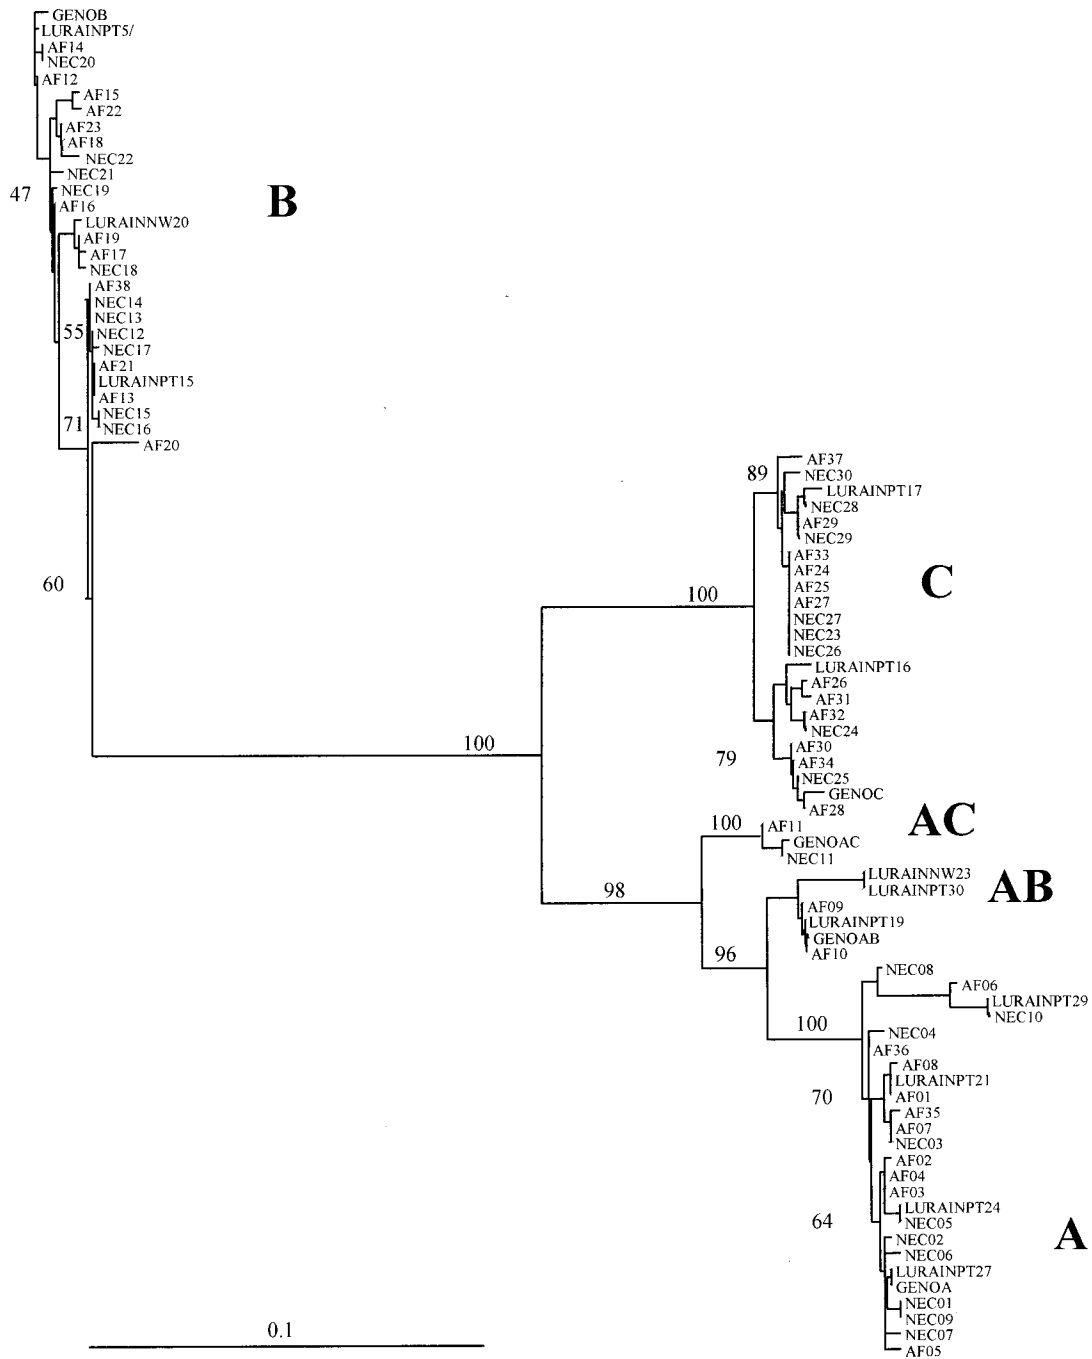 GENOB
LURAINPT5/
AF14
NEC20
AF12
AF15
AF22
AF23
AF18
NEC22
NEC21
47
NEC19
B
AF16
LURAINNW20
AF19
AF17
NEC18
AF38
NEC14
NEC13
55
NEC12
NEC17
AF21
LURAINPT15
AF13
NEC15
71
NEC16
AF20
AF37
89
NEC30
LURAINPT17
NEC28
AF29
NEC29
AF33
AF24
60
C
AF25
100
AF27
NEC27
NEC23
NEC26
LURAINPT16
AF26
AF31
AF32
NEC24
100
AF30
79
AF34
NEC25
GENOC
AF28
AC
100
AF11
GENOAC
NEC11
LURAINNW23
AB
98
LURAINPT30
AF09
LURAINPT19
GENOAB
96
AF10
NEC08
AF06
LURAINPT29
NEC10
100
NEC04
AF36
AF08
LURAINPT21
70
AF01
AF35
AF07
NEC03
AF02
AF04
AF03
LURAINPT24
64
NEC05
A
NEC02
NEC06
LURAINPT27
GENOA
NEC01
NEC09
0.1
NEC07
AF05